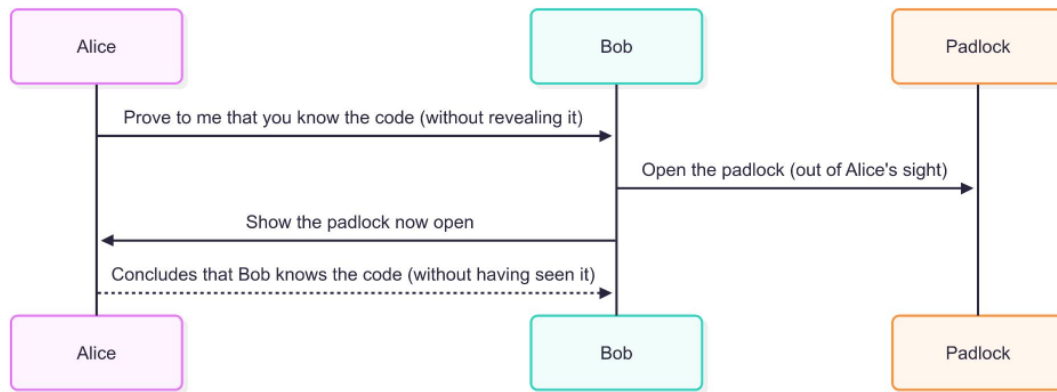 Alice
Bob
Padlock
Prove to me that you know the code (without revealing it)
Open the padlock (out of Alice's sight)
Show the padlock now open
Concludes that Bob knows the code (without having seen it)
Alice
Bob
Padlock